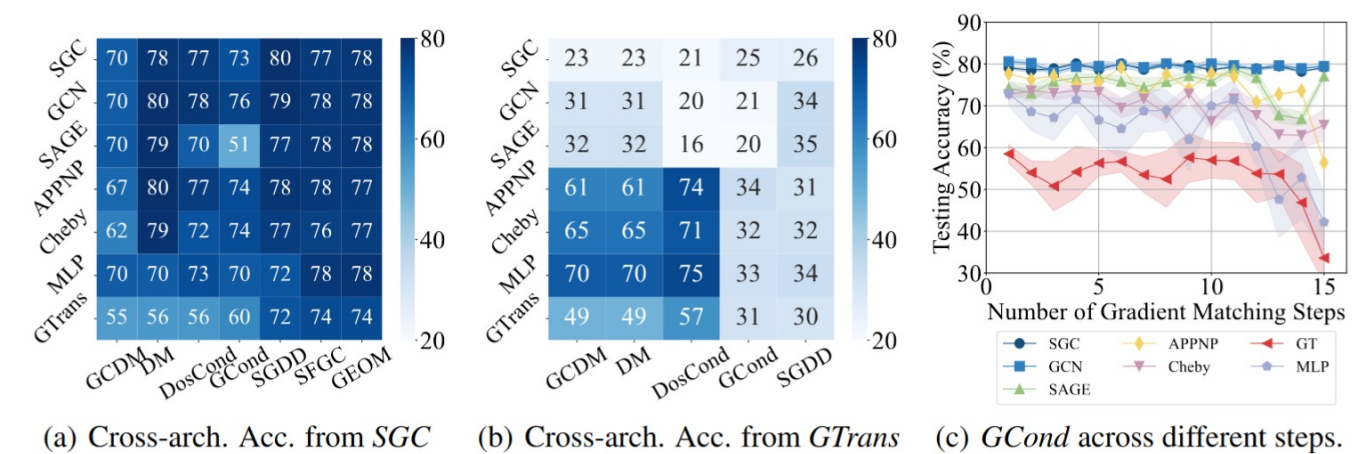 SGC 70 78 77 73 80 77 78
GCN 70 80 78 76 79 78 78
SAGE 70 79 70 51 77 78 78
APPNP 67 80 77 74 78 78 77
Cheby 62 79 72 74 77 76 77
MLP 70 70 73 70 72 78 78
GTrans 55 56 56 60 72 74 74
GCDM DM DosCond GCond SGDD SFGC GEOM
80
60
40
20
(a) Cross-arch. Acc. from SGC
SGC 23 23 21 25 26
GCN 31 31 20 21 34
SAGE 32 32 16 20 35
APPNP 61 61 74 34 31
Cheby 65 65 71 32 32
MLP 70 70 75 33 34
GTrans 49 49 57 31 30
GCDM DM DosCond GCond SGDD
80
60
40
20
(b) Cross-arch. Acc. from GTrans
Testing Accuracy (%)
90
80
70
60
50
40
30
0 5 10 15
Number of Gradient Matching Steps
SGC APPNP GT
GCN Cheby MLP
SAGE
(c) GCond across different steps.